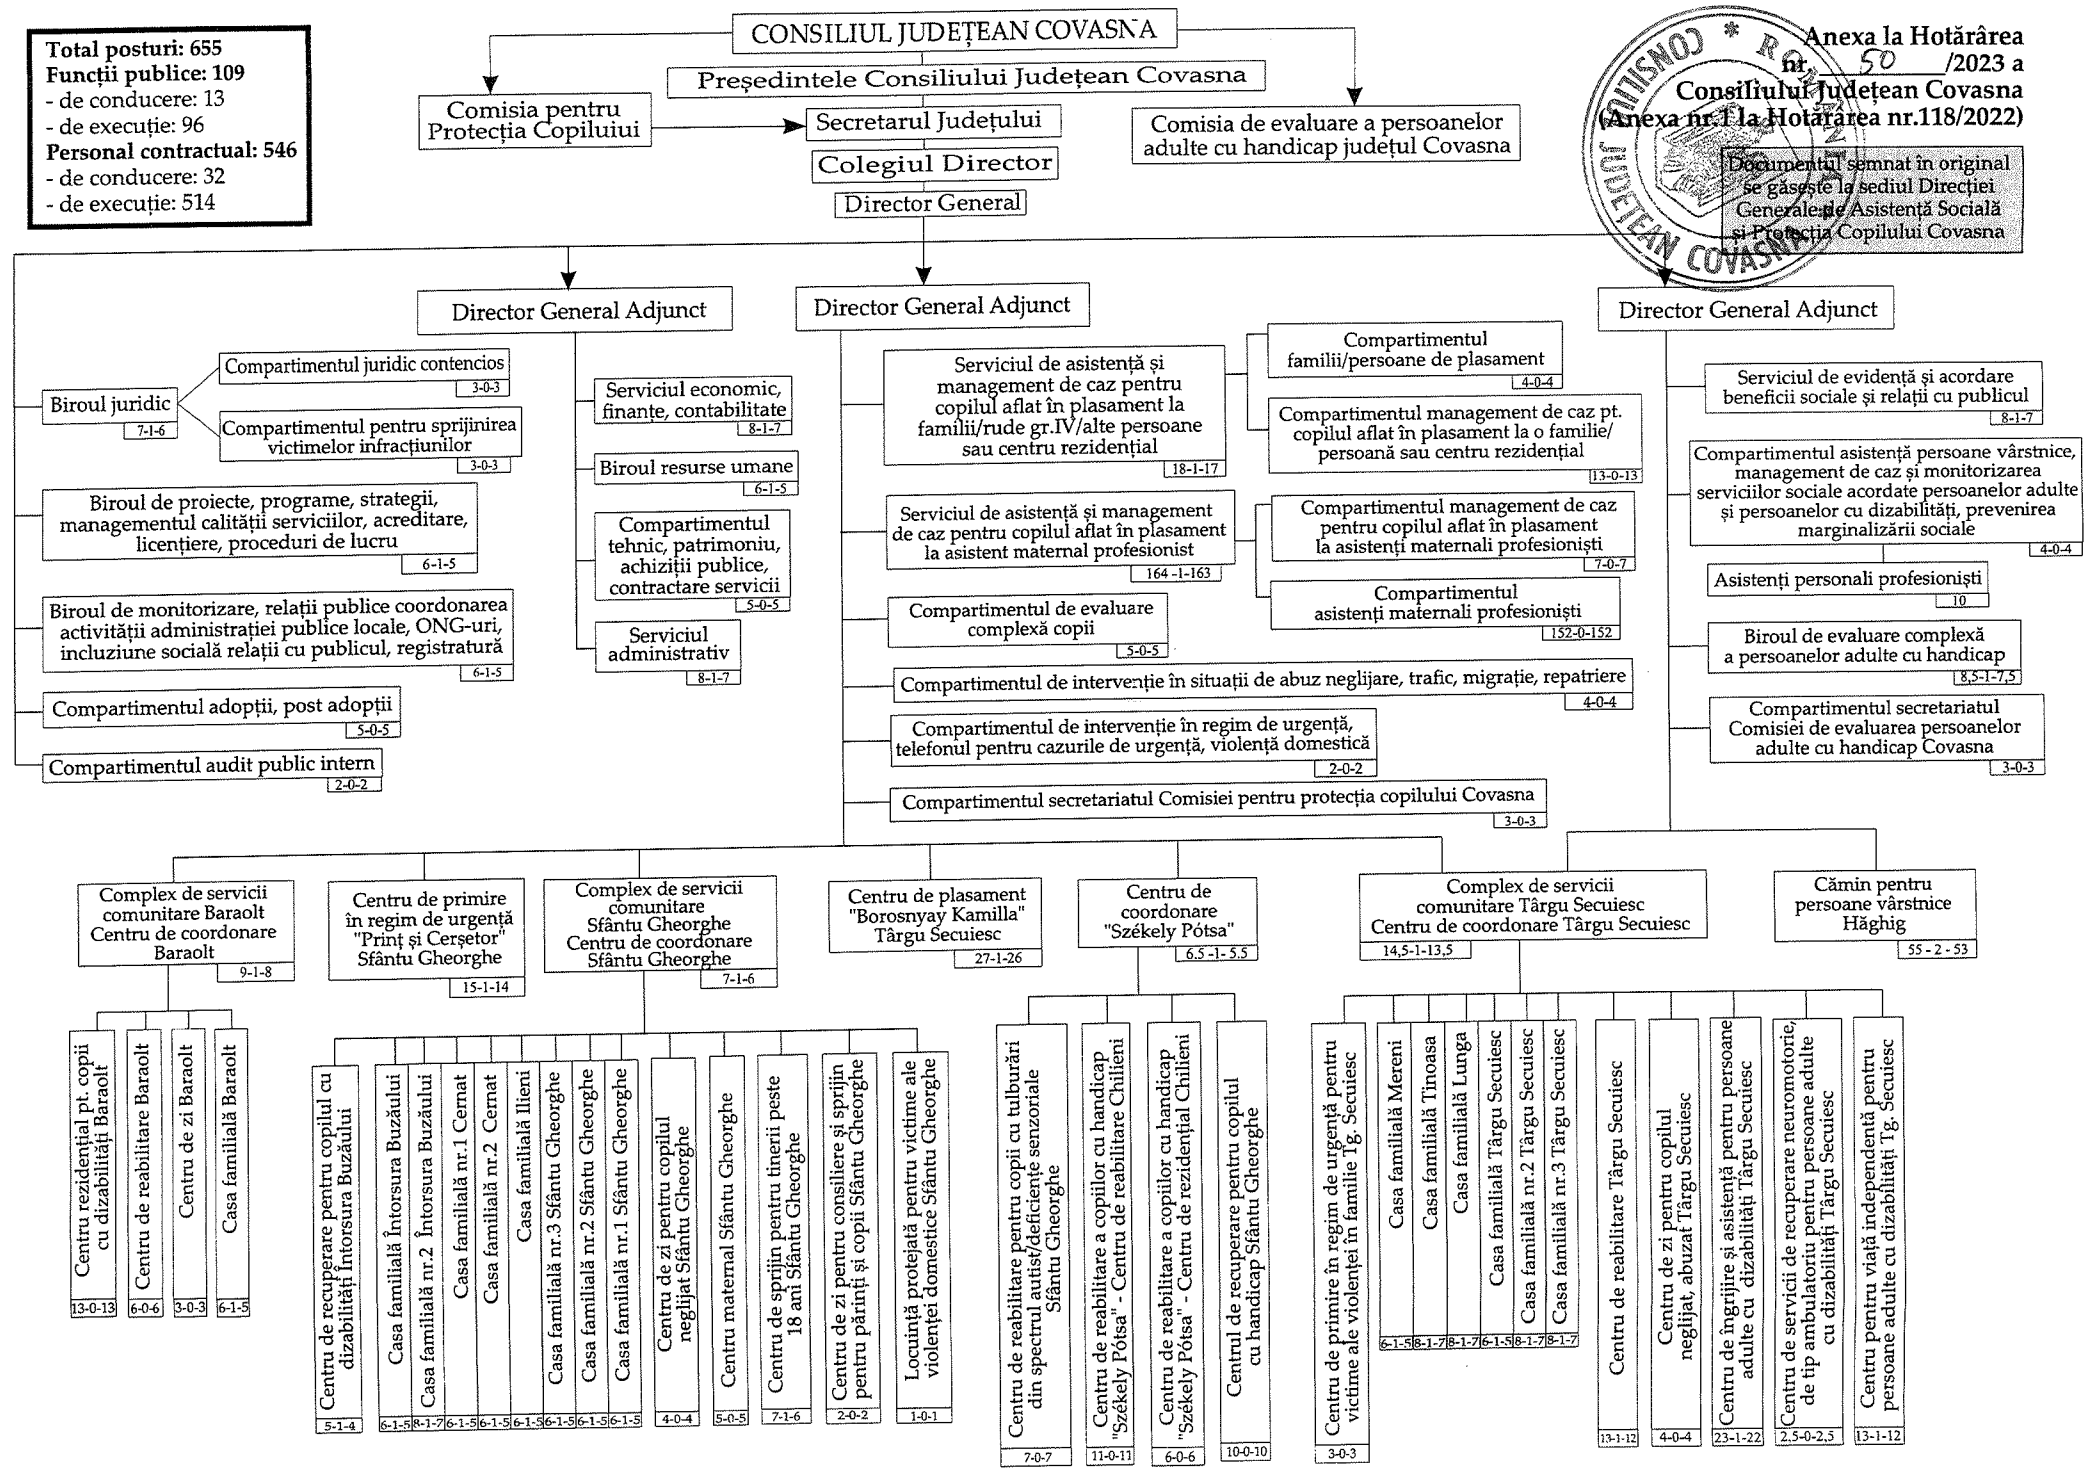 Total posturi: 655
Funcții publice: 109
- de conducere: 13
- de execuție: 96
Personal contractual: 546
- de conducere: 32
- de execuție: 514
CONSILIUL JUDEȚEAN COVASNA
Președintele Consiliului Județean Covasna
Comisia pentru
Protecția Copiluiui
Secretarul Județului
Colegiul Director
Director General
Comisia de evaluare a persoanelor
adulte cu handicap județul Covasna
Anexa la Hotărârea
nr. 50 /2023 a
Consiliului Județean Covasna
(Anexa nr.1 la Hotărârea nr.118/2022)
Documentul semnat în original
se găsește la sediul Direcției
Generale de Asistență Socială
și Protecția Copilului Covasna
* ROMÂNIA *
CONSILIUL JUDEȚEAN COVASNA
Director General Adjunct
Director General Adjunct
Director General Adjunct
Biroul juridic
7-1-6
Compartimentul juridic contencios
3-0-3
Compartimentul pentru sprijinirea
victimelor infracțiunilor
3-0-3
Biroul de proiecte, programe, strategii,
managementul calității serviciilor, acreditare,
licențiere, proceduri de lucru
6-1-5
Biroul de monitorizare, relații publice coordonarea
activității administrației publice locale, ONG-uri,
incluziune socială relații cu publicul, registratură
6-1-5
Compartimentul adopții, post adopții
5-0-5
Compartimentul audit public intern
2-0-2
Serviciul economic,
finanțe, contabilitate
8-1-7
Biroul resurse umane
6-1-5
Compartimentul
tehnic, patrimoniu,
achiziții publice,
contractare servicii
5-0-5
Serviciul
administrativ
8-1-7
Serviciul de asistență și
management de caz pentru
copilul aflat în plasament la
familii/rude gr.IV/alte persoane
sau centru rezidențial
18-1-17
Compartimentul
familii/persoane de plasament
4-0-4
Compartimentul management de caz pt.
copilul aflat în plasament la o familie/
persoană sau centru rezidențial
13-0-13
Serviciul de asistență și management
de caz pentru copilul aflat în plasament
la asistent maternal profesionist
164 -1-163
Compartimentul management de caz
pentru copilul aflat în plasament
la asistenți maternali profesioniști
7-0-7
Compartimentul
asistenți maternali profesioniști
152-0-152
Compartimentul de evaluare
complexă copii
5-0-5
Compartimentul de intervenție în situații de abuz neglijare, trafic, migrație, repatriere
4-0-4
Compartimentul de intervenție în regim de urgență,
telefonul pentru cazurile de urgență, violență domestică
2-0-2
Compartimentul secretariatul Comisiei pentru protecția copilului Covasna
3-0-3
Serviciul de evidență și acordare
beneficii sociale și relații cu publicul
8-1-7
Compartimentul asistență persoane vârstnice,
management de caz și monitorizarea
serviciilor sociale acordate persoanelor adulte
și persoanelor cu dizabilități, prevenirea
marginalizării sociale
4-0-4
Asistenți personali profesioniști
10
Biroul de evaluare complexă
a persoanelor adulte cu handicap
8,5-1-7,5
Compartimentul secretariatul
Comisiei de evaluarea persoanelor
adulte cu handicap Covasna
3-0-3
Complex de servicii
comunitare Baraolt
Centru de coordonare
Baraolt
9-1-8
Centru de primire
în regim de urgență
"Prinț și Cerșetor"
Sfântu Gheorghe
15-1-14
Complex de servicii
comunitare
Sfântu Gheorghe
Centru de coordonare
Sfântu Gheorghe
7-1-6
Centru de plasament
"Borosnyay Kamilla"
Târgu Secuiesc
27-1-26
Centru de
coordonare
"Székely Pótsa"
6.5 -1- 5.5
Complex de servicii
comunitare Târgu Secuiesc
Centru de coordonare Târgu Secuiesc
14,5-1-13,5
Cămin pentru
persoane vârstnice
Hăghig
55 - 2 - 53
Centru rezidențial pt. copii
cu dizabilități Baraolt
13-0-13
Centru de reabilitare Baraolt
6-0-6
Centru de zi Baraolt
3-0-3
Casa familială Baraolt
6-1-5
Centru de recuperare pentru copilul cu
dizabilități Întorsura Buzăului
5-1-4
Casa familială Întorsura Buzăului
6-1-5
Casa familială nr.2 Întorsura Buzăului
8-1-7
Casa familială nr.1 Cernat
6-1-5
Casa familială nr.2 Cernat
6-1-5
Casa familială Ilieni
6-1-5
Casa familială nr.3 Sfântu Gheorghe
6-1-5
Casa familială nr.2 Sfântu Gheorghe
6-1-5
Casa familială nr.1 Sfântu Gheorghe
6-1-5
Centru de zi pentru copilul
neglijat Sfântu Gheorghe
4-0-4
Centru maternal Sfântu Gheorghe
5-0-5
Centru de sprijin pentru tinerii peste
18 ani Sfântu Gheorghe
7-1-6
Centru de zi pentru consiliere și sprijin
pentru părinți și copii Sfântu Gheorghe
2-0-2
Locuință protejată pentru victime ale
violenței domestice Sfântu Gheorghe
1-0-1
Centru de reabilitare pentru copii cu tulburări
din spectrul autist/deficiențe senzoriale
Sfântu Gheorghe
7-0-7
Centru de reabilitare a copiilor cu handicap
"Székely Pótsa" - Centru de reabilitare Chilieni
11-0-11
Centru de reabilitare a copiilor cu handicap
"Székely Pótsa" - Centru de rezidențial Chilieni
6-0-6
Centrul de recuperare pentru copilul
cu handicap Sfântu Gheorghe
10-0-10
Centru de primire în regim de urgență pentru
victime ale violenței în familie Tg. Secuiesc
3-0-3
Casa familială Mereni
6-1-5
Casa familială Tinoasa
8-1-7
Casa familială Lunga
8-1-7
Casa familială Târgu Secuiesc
6-1-5
Casa familială nr.2 Târgu Secuiesc
8-1-7
Casa familială nr.3 Târgu Secuiesc
8-1-7
Centru de reabilitare Târgu Secuiesc
13-1-12
Centru de zi pentru copilul
neglijat, abuzat Târgu Secuiesc
4-0-4
Centru de îngrijire și asistență pentru persoane
adulte cu dizabilități Târgu Secuiesc
23-1-22
Centru de servicii de recuperare neuromotorie,
de tip ambulatoriu pentru persoane adulte
cu dizabilități Târgu Secuiesc
2,5-0-2,5
Centru pentru viață independentă pentru
persoane adulte cu dizabilități Tg. Secuiesc
13-1-12